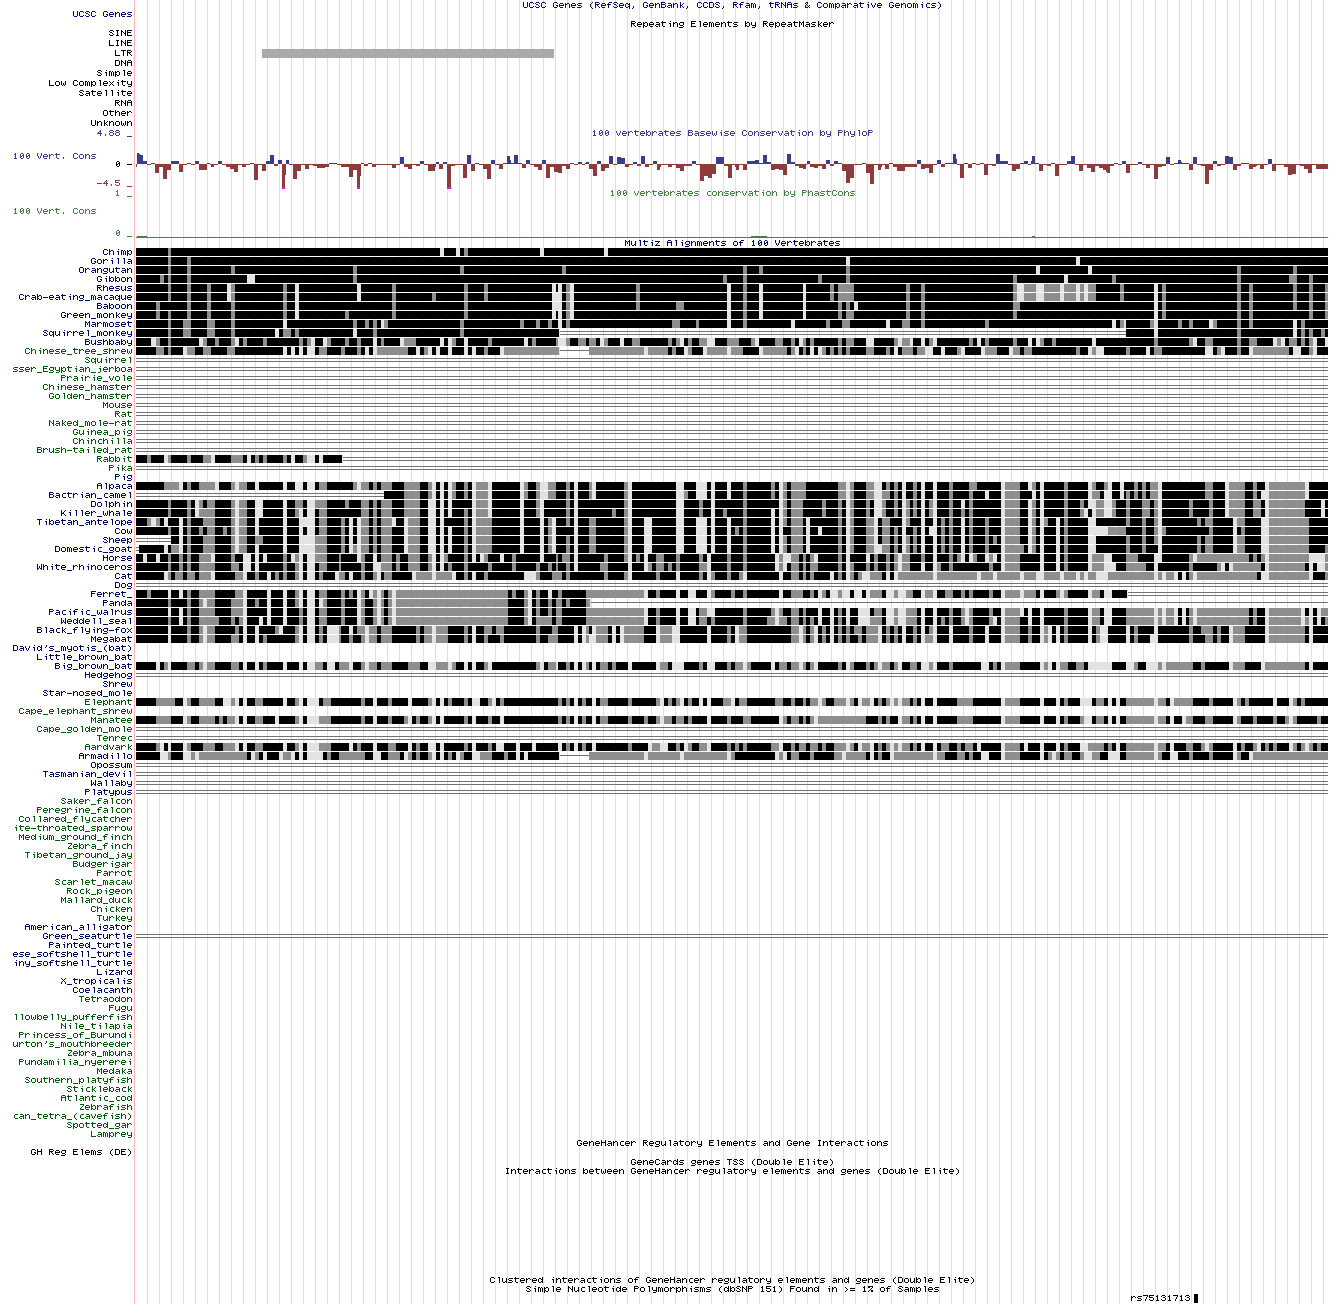 UCSC Genes (RefSeq, GenBank, CCDS, Rfam, tRNAs & Comparative Genomics)
UCSC Genes
Repeating Elements by RepeatMasker
SINE
LINE
LTR
DNA
Simple
Low Complexity
Satellite
RNA
Other
Unknown
4.88 _
100 vertebrates Basewise Conservation by PhyloP
100 Vert. Cons
0 _
-4.5 _
1 _
100 vertebrates conservation by PhastCons
100 Vert. Cons
0 _
Multiz Alignments of 100 Vertebrates
Chimp
Gorilla
Orangutan
Gibbon
Rhesus
Crab-eating_macaque
Baboon
Green_monkey
Marmoset
Squirrel_monkey
Bushbaby
Chinese_tree_shrew
Squirrel
sser_Egyptian_jerboa
Prairie_vole
Chinese_hamster
Golden_hamster
Mouse
Rat
Naked_mole-rat
Guinea_pig
Chinchilla
Brush-tailed_rat
Rabbit
Pika
Pig
Alpaca
Bactrian_camel
Dolphin
Killer_whale
Tibetan_antelope
Cow
Sheep
Domestic_goat
Horse
White_rhinoceros
Cat
Dog
Ferret_
Panda
Pacific_walrus
Weddell_seal
Black_flying-fox
Megabat
David's_myotis_(bat)
Little_brown_bat
Big_brown_bat
Hedgehog
Shrew
Star-nosed_mole
Elephant
Cape_elephant_shrew
Manatee
Cape_golden_mole
Tenrec
Aardvark
Armadillo
Opossum
Tasmanian_devil
Wallaby
Platypus
Saker_falcon
Peregrine_falcon
Collared_flycatcher
ite-throated_sparrow
Medium_ground_finch
Zebra_finch
Tibetan_ground_jay
Budgerigar
Parrot
Scarlet_macaw
Rock_pigeon
Mallard_duck
Chicken
Turkey
American_alligator
Green_seaturtle
Painted_turtle
ese_softshell_turtle
iny_softshell_turtle
Lizard
X_tropicalis
Coelacanth
Tetraodon
Fugu
llowbelly_pufferfish
Nile_tilapia
Princess_of_Burundi
urton's_mouthbreeder
Zebra_mbuna
Pundamilia_nyererei
Medaka
Southern_platyfish
Stickleback
Atlantic_cod
Zebrafish
can_tetra_(cavefish)
Spotted_gar
Lamprey
GeneHancer Regulatory Elements and Gene Interactions
GH Reg Elems (DE)
GeneCards genes TSS (Double Elite)
Interactions between GeneHancer regulatory elements and genes (Double Elite)
Clustered interactions of GeneHancer regulatory elements and genes (Double Elite)
Simple Nucleotide Polymorphisms (dbSNP 151) Found in >= 1% of Samples
rs75131713